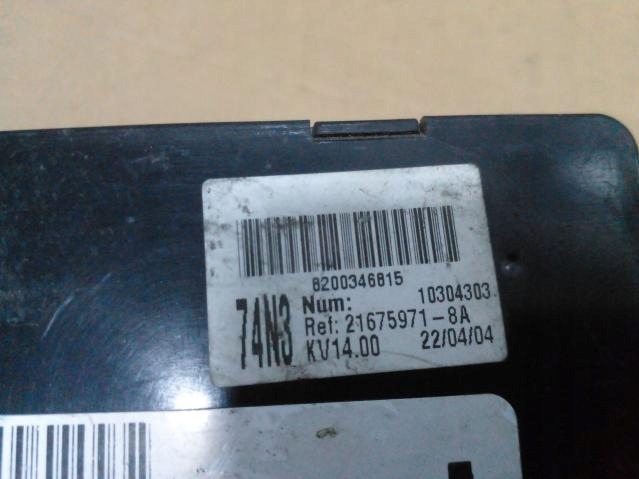 8200346815
74N3
Num: 10304303
Ref: 21675971-8A
KV14.00 22/04/04